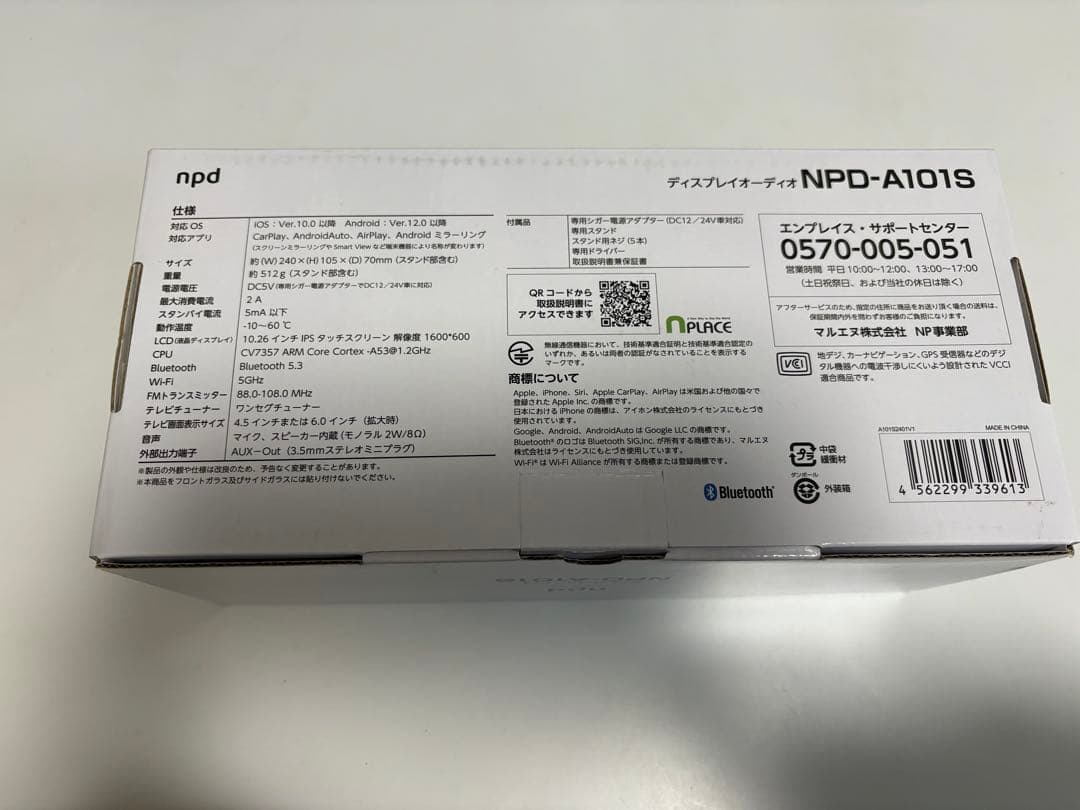 npd
ディスプレイオーディオ NPD-A101S
仕様
対応OS iOS：Ver.10.0 以降 Android：Ver.12.0 以降
対応アプリ CarPlay、AndroidAuto、AirPlay、Android ミラーリング
（スクリーンミラーリングや Smart View など端末機器により名称が変わります）
サイズ 約(W) 240×(H) 105×(D) 70mm（スタンド部含む）
重量 約 512g（スタンド部含む）
電源電圧 DC5V（専用シガー電源アダプターでDC12／24V車に対応）
最大消費電流 2 A
スタンバイ電流 5mA 以下
動作温度 -10〜60 ℃
LCD（液晶ディスプレイ） 10.26 インチ IPS タッチスクリーン 解像度 1600*600
CPU CV7357 ARM Core Cortex -A53@1.2GHz
Bluetooth Bluetooth 5.3
Wi-Fi 5GHz
FMトランスミッター 88.0-108.0 MHz
テレビチューナー ワンセグチューナー
テレビ画面表示サイズ 4.5 インチまたは 6.0 インチ（拡大時）
音声 マイク、スピーカー内蔵（モノラル 2W/8Ω）
外部出力端子 AUX−Out（3.5mmステレオミニプラグ）
※製品の外観や仕様は改良のため、予告なく変更することがあります。
※本商品をフロントガラス及びサイドガラスには貼り付けないでください。
付属品 専用シガー電源アダプター（DC12／24V車対応）
専用スタンド
スタンド用ネジ（5本）
専用ドライバー
取扱説明書兼保証書
QR コードから
取扱説明書に
アクセスできます
NPLACE
無線通信機器において、技術基準適合証明と技術基準適合認定の
いずれか、あるいは両者の認証がなされていることを表示する
マークです。
商標について
Apple、iPhone、Siri、Apple CarPlay、AirPlay は米国および他の国々で
登録された Apple Inc. の商標です。
日本における iPhone の商標は、アイホン株式会社のライセンスにもとづき
使用されています。
Google、Android、AndroidAuto は Google LLC の商標です。
Bluetooth® のロゴは Bluetooth SIG,Inc. が所有する商標であり、マルエヌ
株式会社はライセンスにもとづき使用しています。
Wi-Fi® は Wi-Fi Alliance が所有する商標または登録商標です。
Bluetooth®
エンプレイス・サポートセンター
0570-005-051
営業時間 平日 10:00〜12:00、13:00〜17:00
（土日祝祭日、および当社の休日は除く）
アフターサービスのため、指定の住所に商品をお送り頂く場合の送料は、
保証期間内外を問わずお客様のご負担になります。
マルエヌ株式会社 NP事業部
VCCI
地デジ、カーナビゲーション、GPS 受信器などのデジ
タル機器への電波干渉しにくいよう設計された VCCI
適合商品です。
プラ
中袋
緩衝材
ダンボール
外装箱
A101S2401V1
MADE IN CHINA
4 562299 339613
npd
NPD-A101S